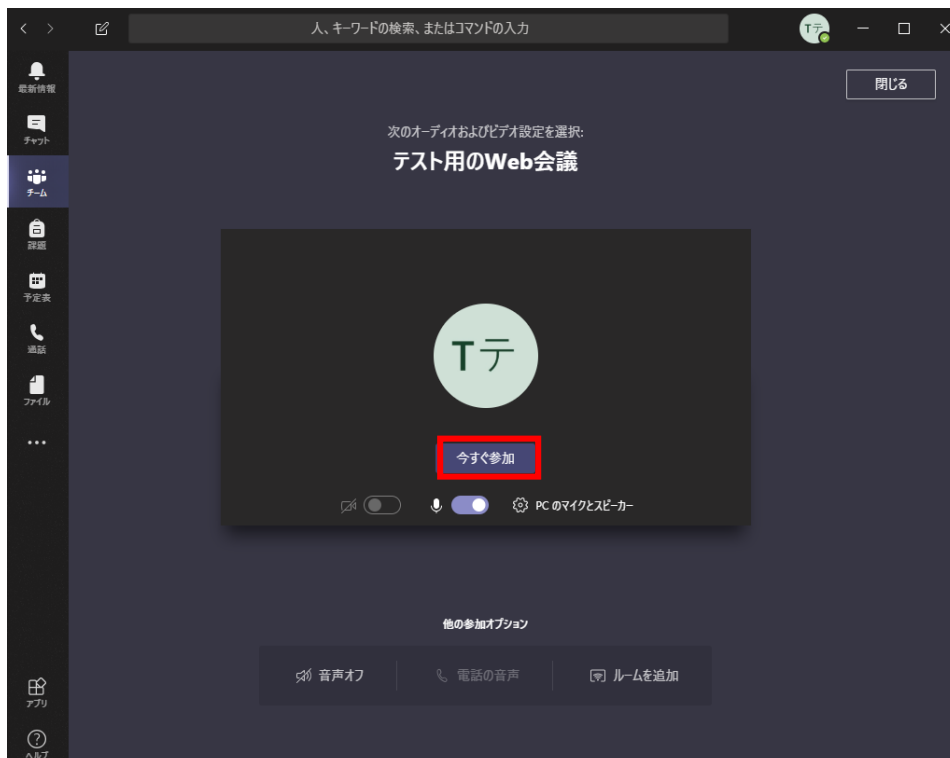 人、キーワードの検索、またはコマンドの入力
Tテ
最新情報
チャット
チーム
課題
予定表
通話
ファイル
アプリ
ヘルプ
閉じる
次のオーディオおよびビデオ設定を選択:
テスト用のWeb会議
Tテ
今すぐ参加
PC のマイクとスピーカー
他の参加オプション
音声オフ
電話の音声
ルームを追加